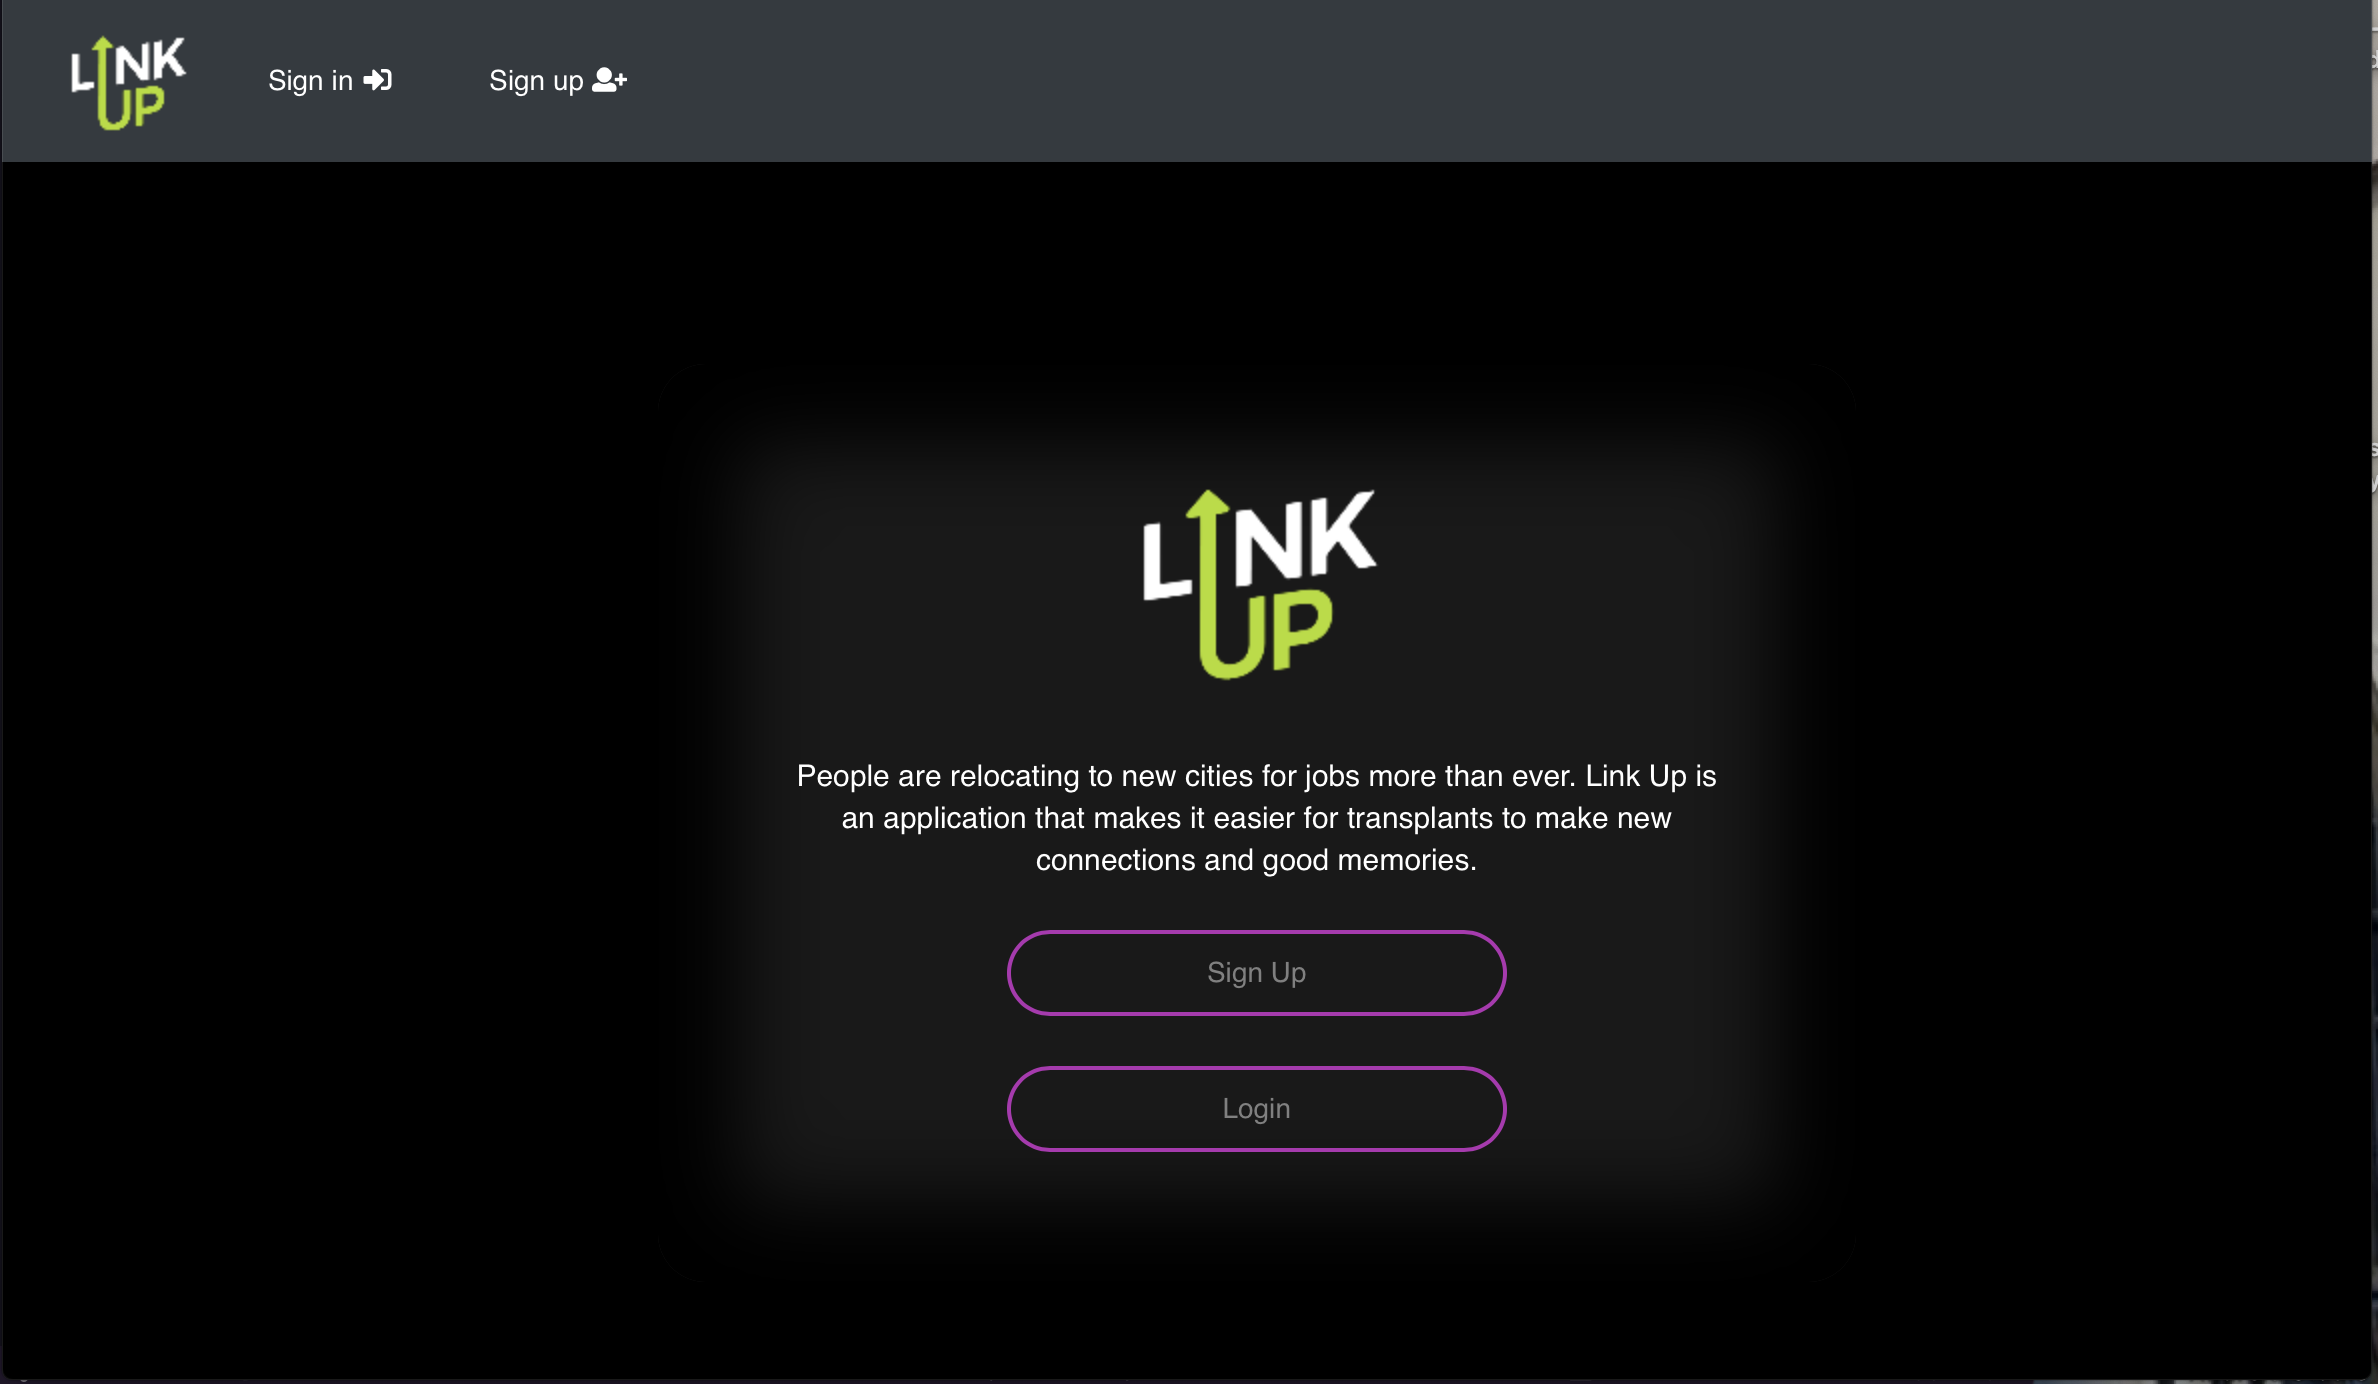 LINK
UP
Sign in
Sign up
LINK
UP
People are relocating to new cities for jobs more than ever. Link Up is
an application that makes it easier for transplants to make new
connections and good memories.
Sign Up
Login